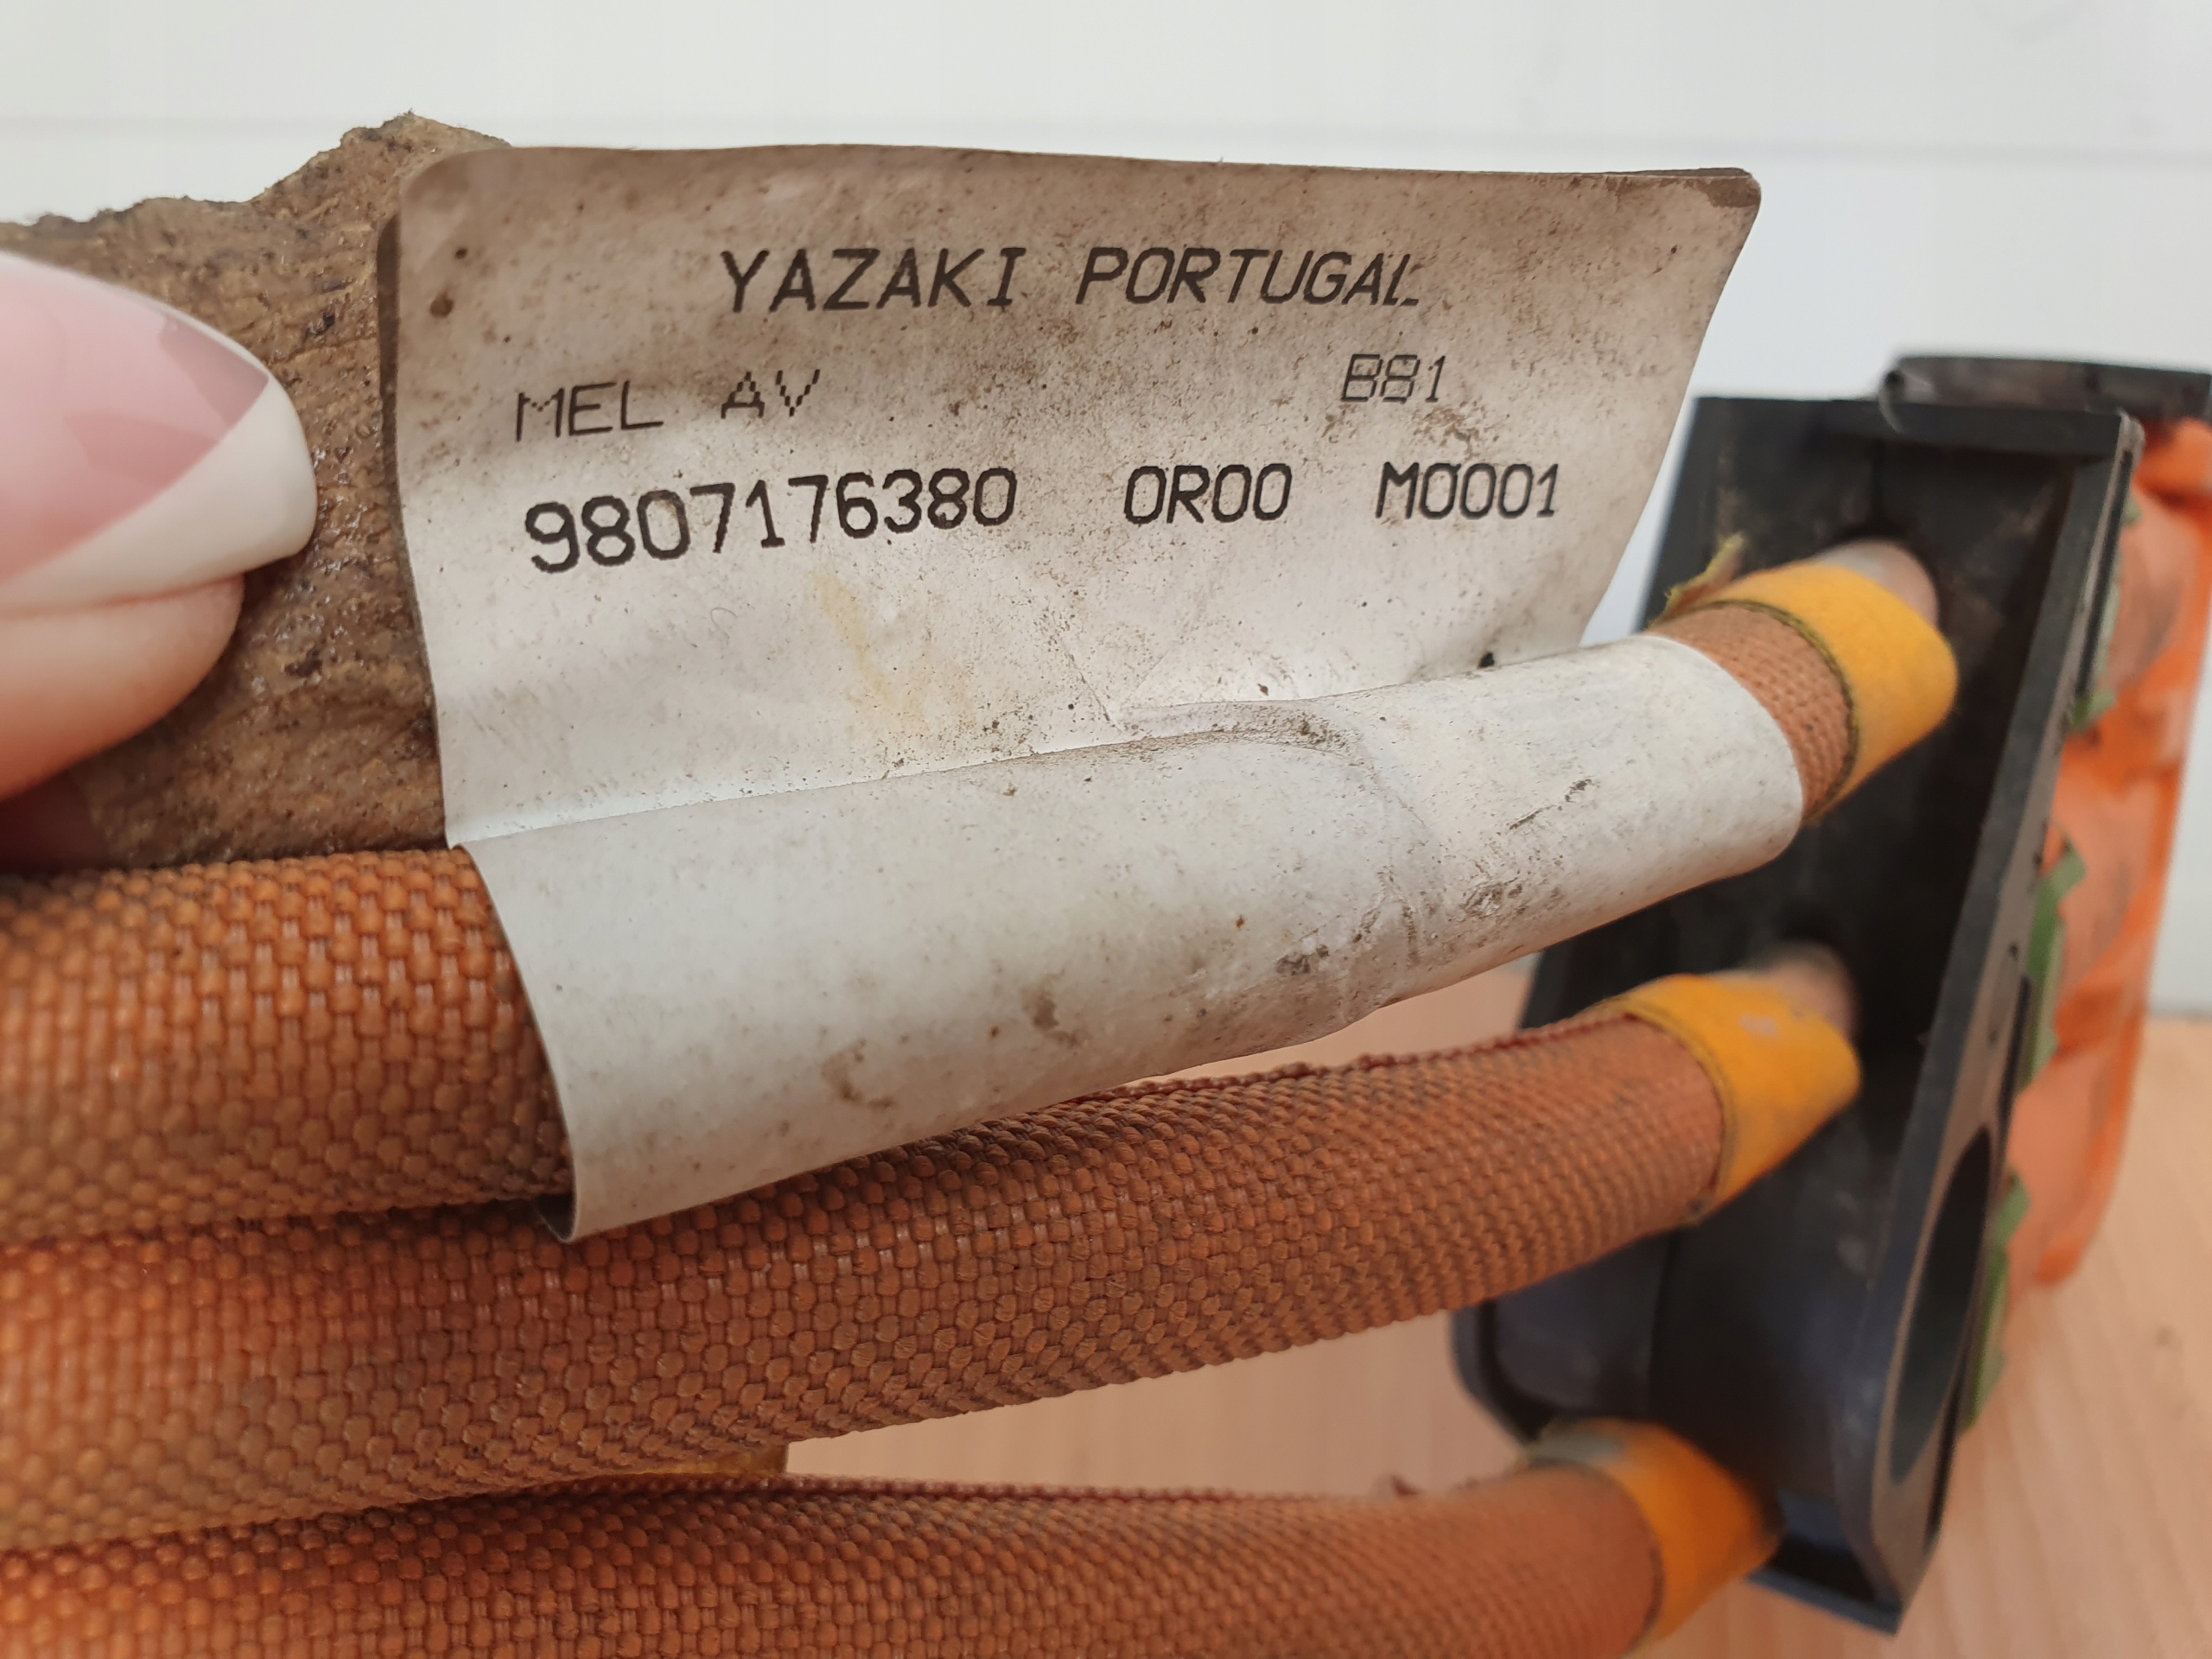 YAZAKI PORTUGAL
MEL AV B81
9807176380 0R00 M0001